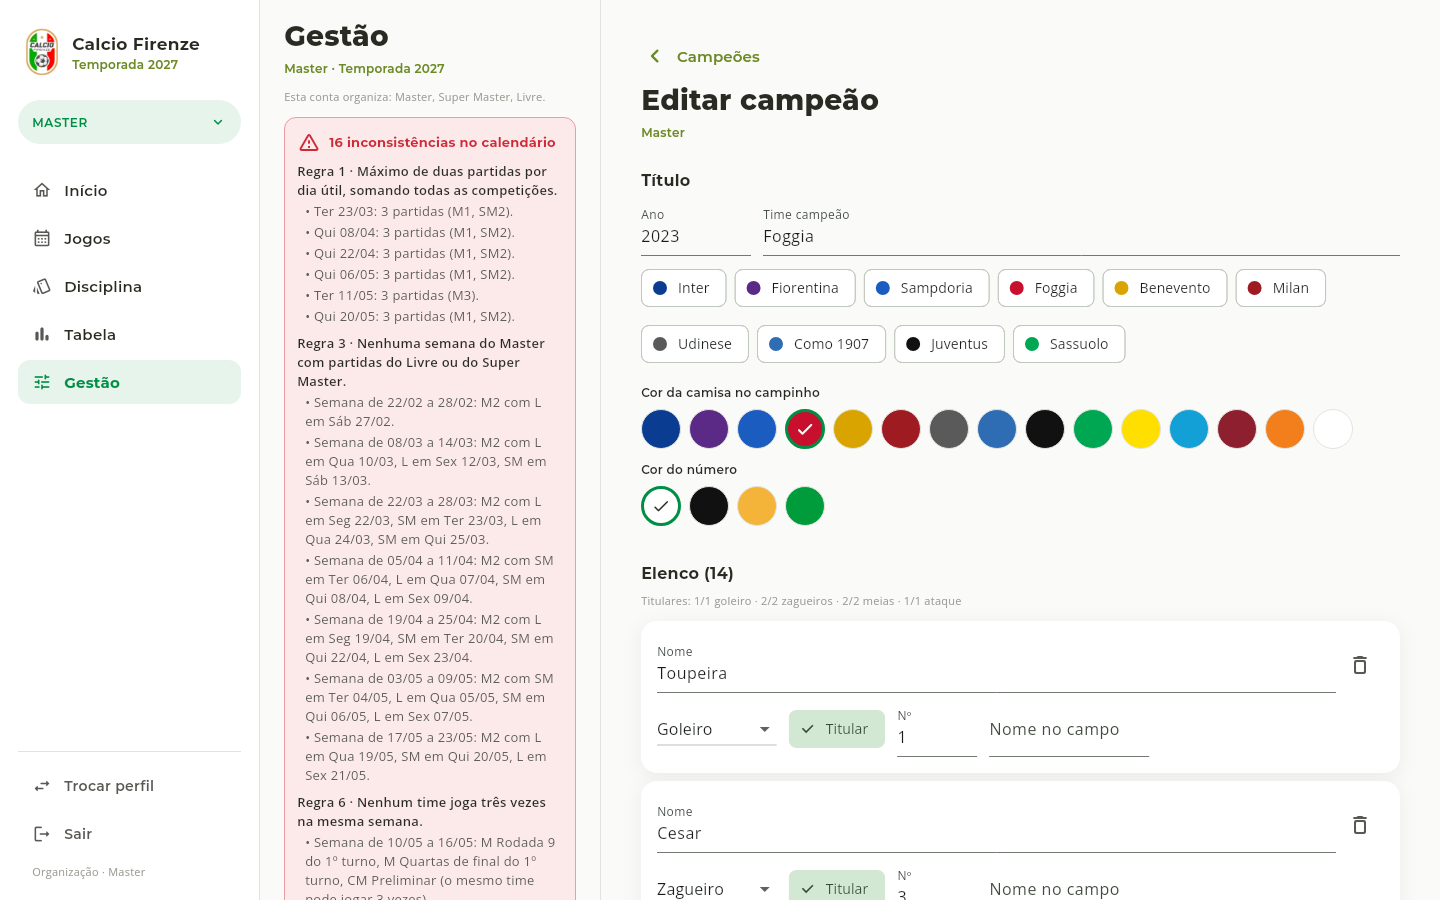 Calcio Firenze
Temporada 2027
MASTER
Início
Jogos
Disciplina
Tabela
Gestão
Trocar perfil
Sair
Organização · Master
Gestão
Master · Temporada 2027
Esta conta organiza: Master, Super Master, Livre.
16 inconsistências no calendário
Regra 1 · Máximo de duas partidas por
dia útil, somando todas as competições.
• Ter 23/03: 3 partidas (M1, SM2).
• Qui 08/04: 3 partidas (M1, SM2).
• Qui 22/04: 3 partidas (M1, SM2).
• Qui 06/05: 3 partidas (M1, SM2).
• Ter 11/05: 3 partidas (M3).
• Qui 20/05: 3 partidas (M1, SM2).
Regra 3 · Nenhuma semana do Master
com partidas do Livre ou do Super
Master.
• Semana de 22/02 a 28/02: M2 com L
em Sáb 27/02.
• Semana de 08/03 a 14/03: M2 com L
em Qua 10/03, L em Sex 12/03, SM em
Sáb 13/03.
• Semana de 22/03 a 28/03: M2 com L
em Seg 22/03, SM em Ter 23/03, L em
Qua 24/03, SM em Qui 25/03.
• Semana de 05/04 a 11/04: M2 com SM
em Ter 06/04, L em Qua 07/04, SM em
Qui 08/04, L em Sex 09/04.
• Semana de 19/04 a 25/04: M2 com L
em Seg 19/04, SM em Ter 20/04, SM em
Qui 22/04, L em Sex 23/04.
• Semana de 03/05 a 09/05: M2 com SM
em Ter 04/05, L em Qua 05/05, SM em
Qui 06/05, L em Sex 07/05.
• Semana de 17/05 a 23/05: M2 com L
em Qua 19/05, SM em Qui 20/05, L em
Sex 21/05.
Regra 6 · Nenhum time joga três vezes
na mesma semana.
• Semana de 10/05 a 16/05: M Rodada 9
do 1º turno, M Quartas de final do 1º
turno, CM Preliminar (o mesmo time
pode jogar 3 vezes)
Campeões
Editar campeão
Master
Título
Ano
2023
Time campeão
Foggia
Inter
Fiorentina
Sampdoria
Foggia
Benevento
Milan
Udinese
Como 1907
Juventus
Sassuolo
Cor da camisa no campinho
Cor do número
Elenco (14)
Titulares: 1/1 goleiro · 2/2 zagueiros · 2/2 meias · 1/1 ataque
Nome
Toupeira
Goleiro
Titular
Nº
1
Nome no campo
Nome
Cesar
Zagueiro
Titular
Nº
3
Nome no campo